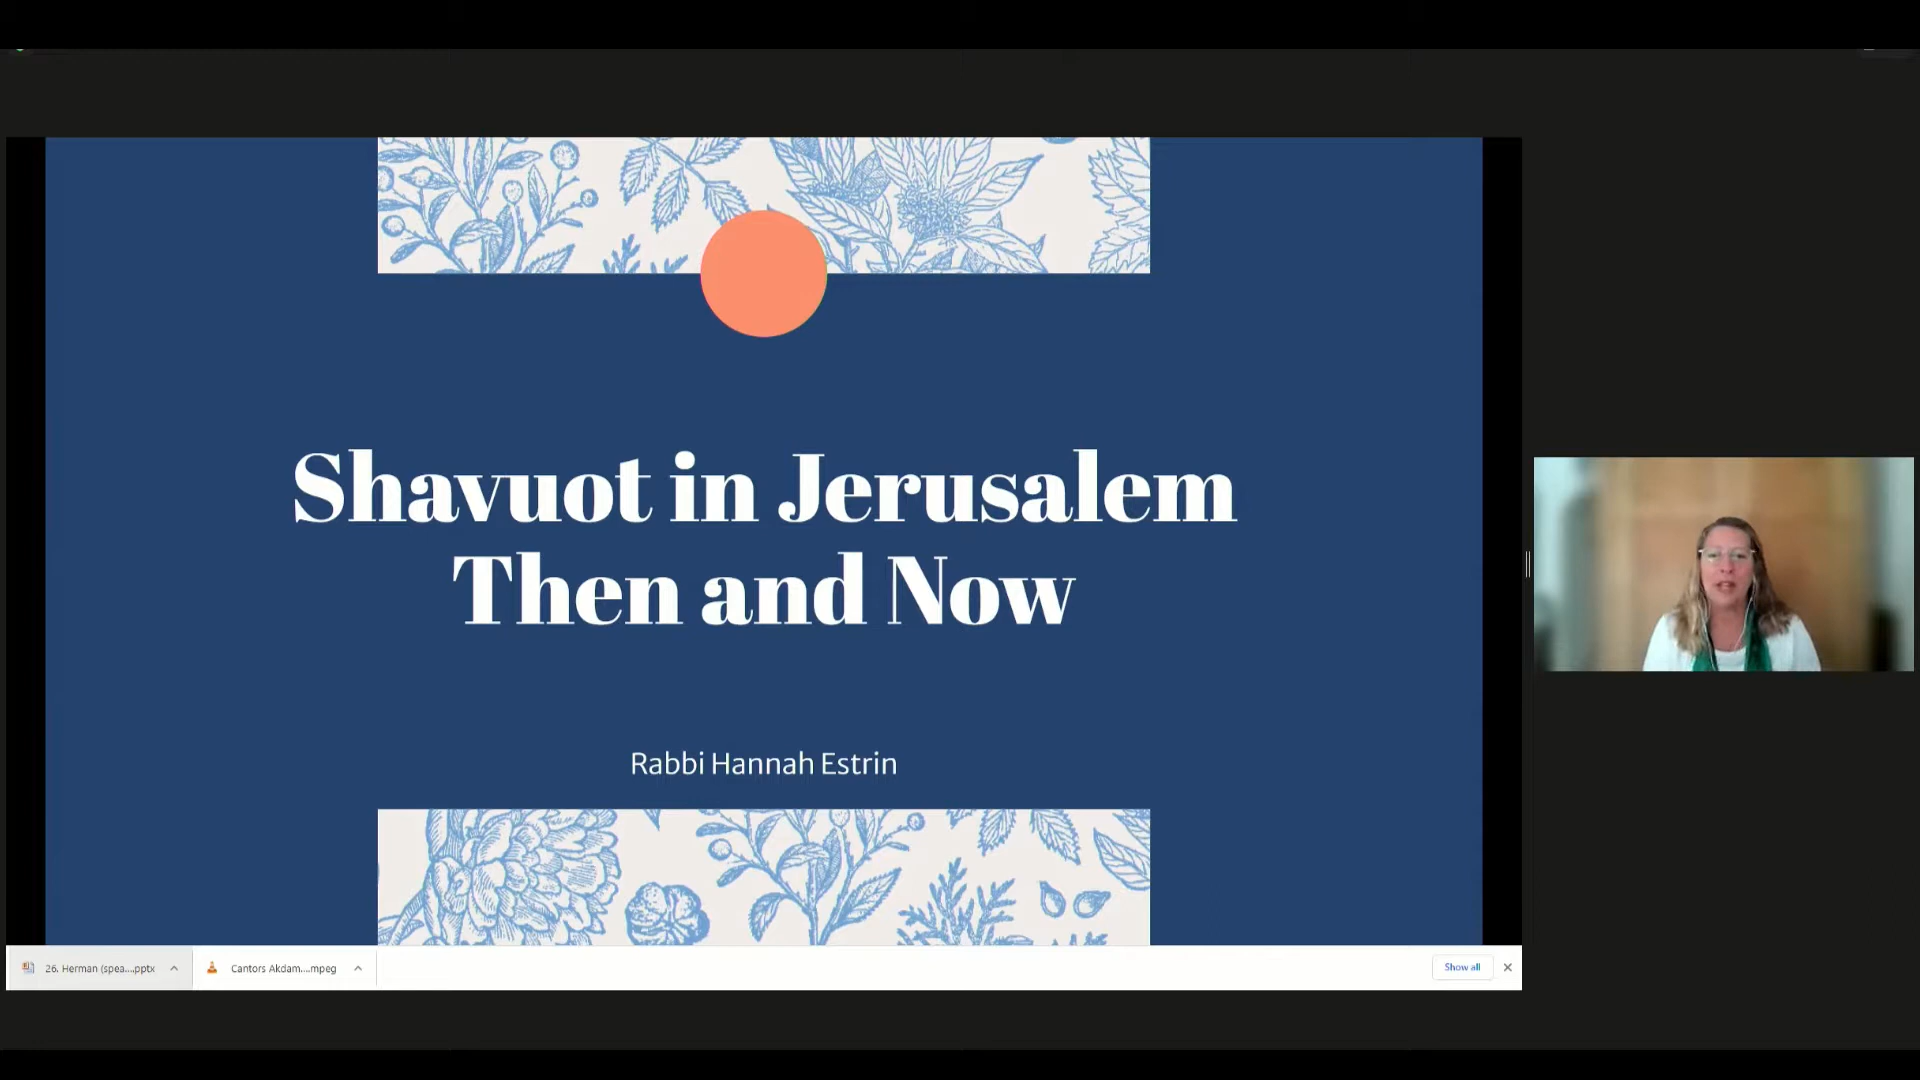 Shavuot in Jerusalem
Then and Now
Rabbi Hannah Estrin
26. Herman (spea....pptx
Cantors Akdam....mpeg
Show all